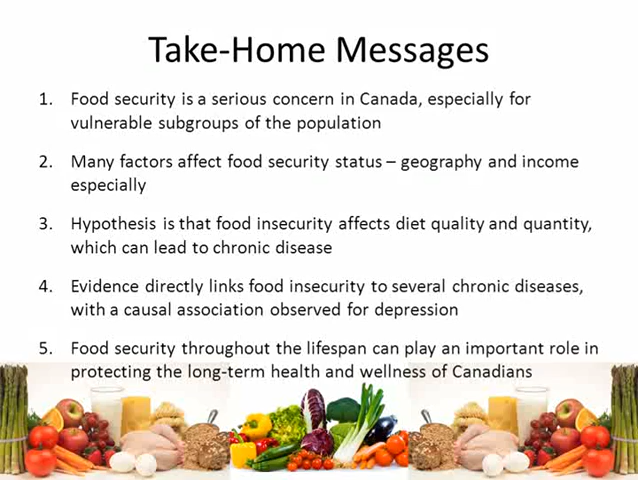 Take-Home Messages
1. Food security is a serious concern in Canada, especially for
vulnerable subgroups of the population
2. Many factors affect food security status – geography and income
especially
3. Hypothesis is that food insecurity affects diet quality and quantity,
which can lead to chronic disease
4. Evidence directly links food insecurity to several chronic diseases,
with a causal association observed for depression
5. Food security throughout the lifespan can play an important role in
protecting the long-term health and wellness of Canadians